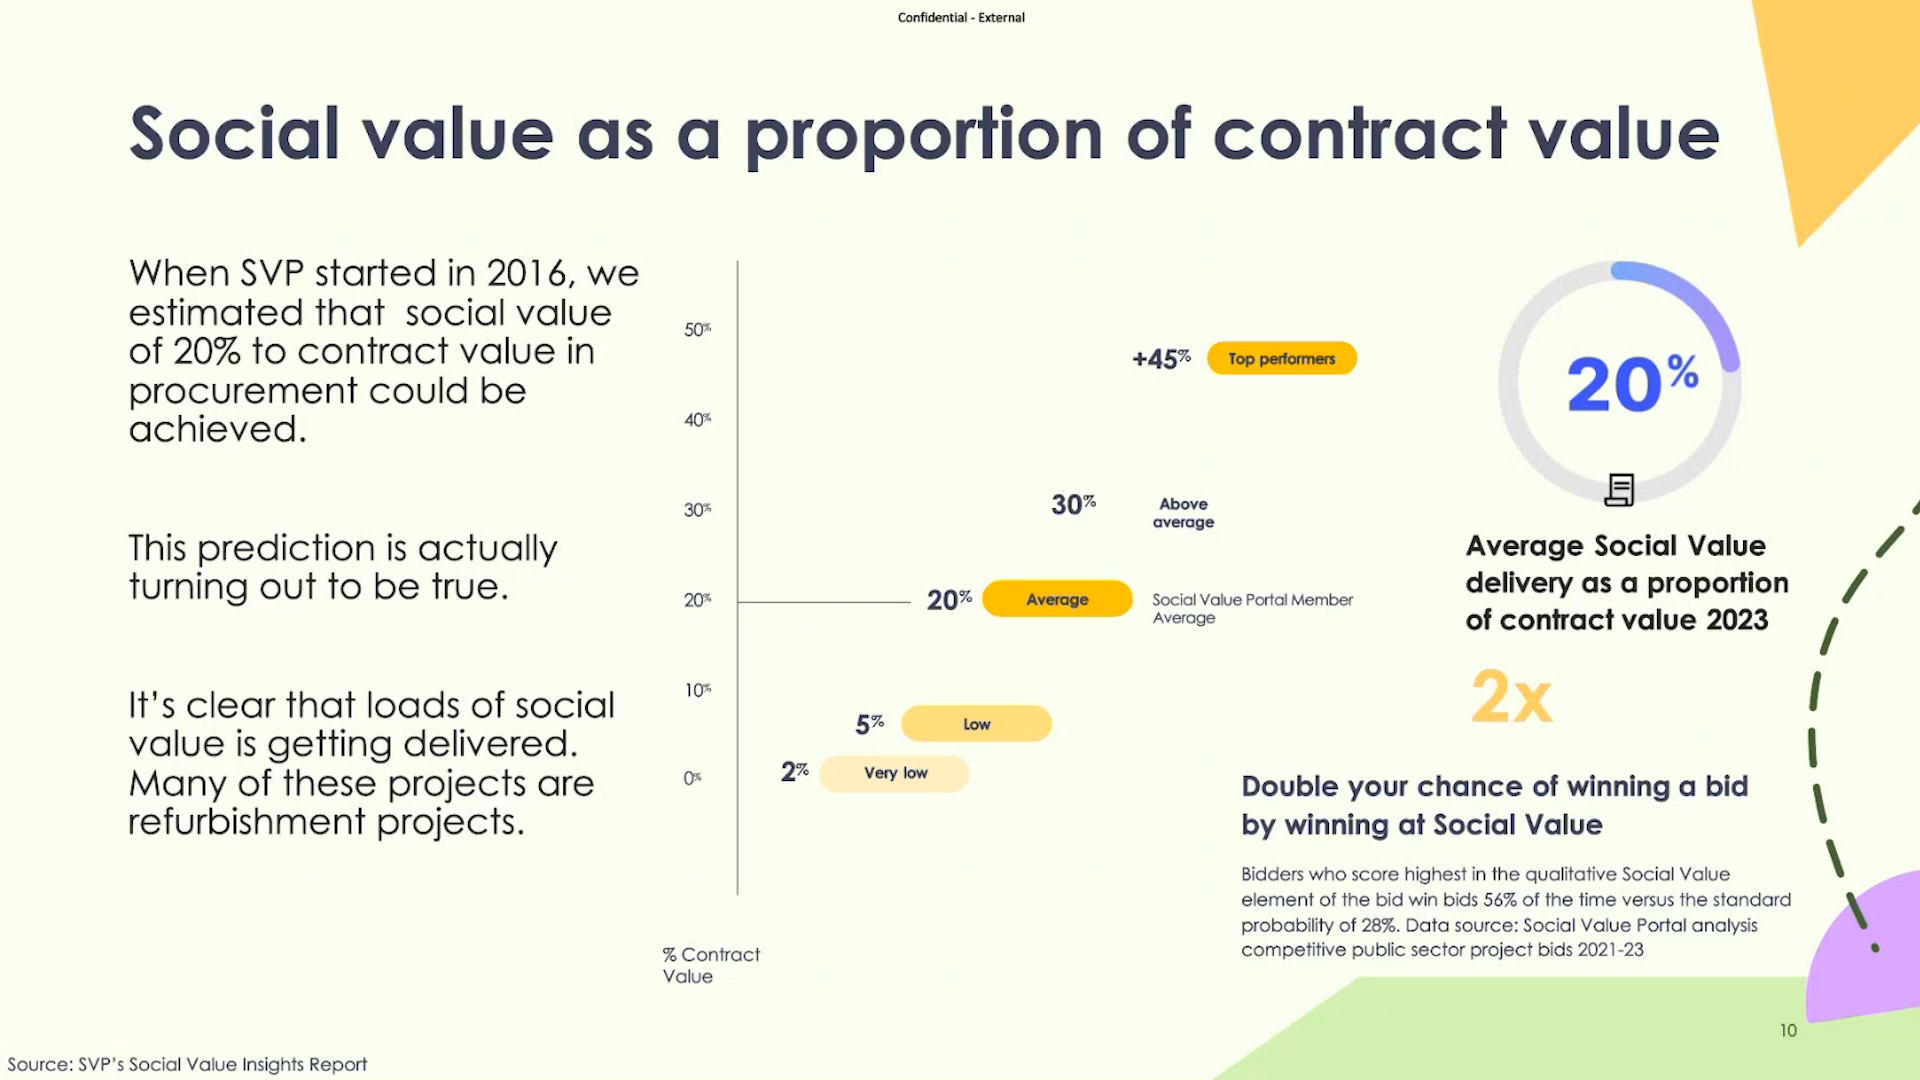 Confidential - External
Social value as a proportion of contract value
When SVP started in 2016, we
estimated that social value
of 20% to contract value in
procurement could be
achieved.
This prediction is actually
turning out to be true.
It's clear that loads of social
value is getting delivered.
Many of these projects are
refurbishment projects.
50%
40%
30%
20%
10%
0%
+45% Top performers
30% Above
average
20% Average
Social Value Portal Member
Average
5% Low
2% Very low
% Contract
Value
20%
Average Social Value
delivery as a proportion
of contract value 2023
2x
Double your chance of winning a bid
by winning at Social Value
Bidders who score highest in the qualitative Social Value
element of the bid win bids 56% of the time versus the standard
probability of 28%. Data source: Social Value Portal analysis
competitive public sector project bids 2021-23
10
Source: SVP's Social Value Insights Report